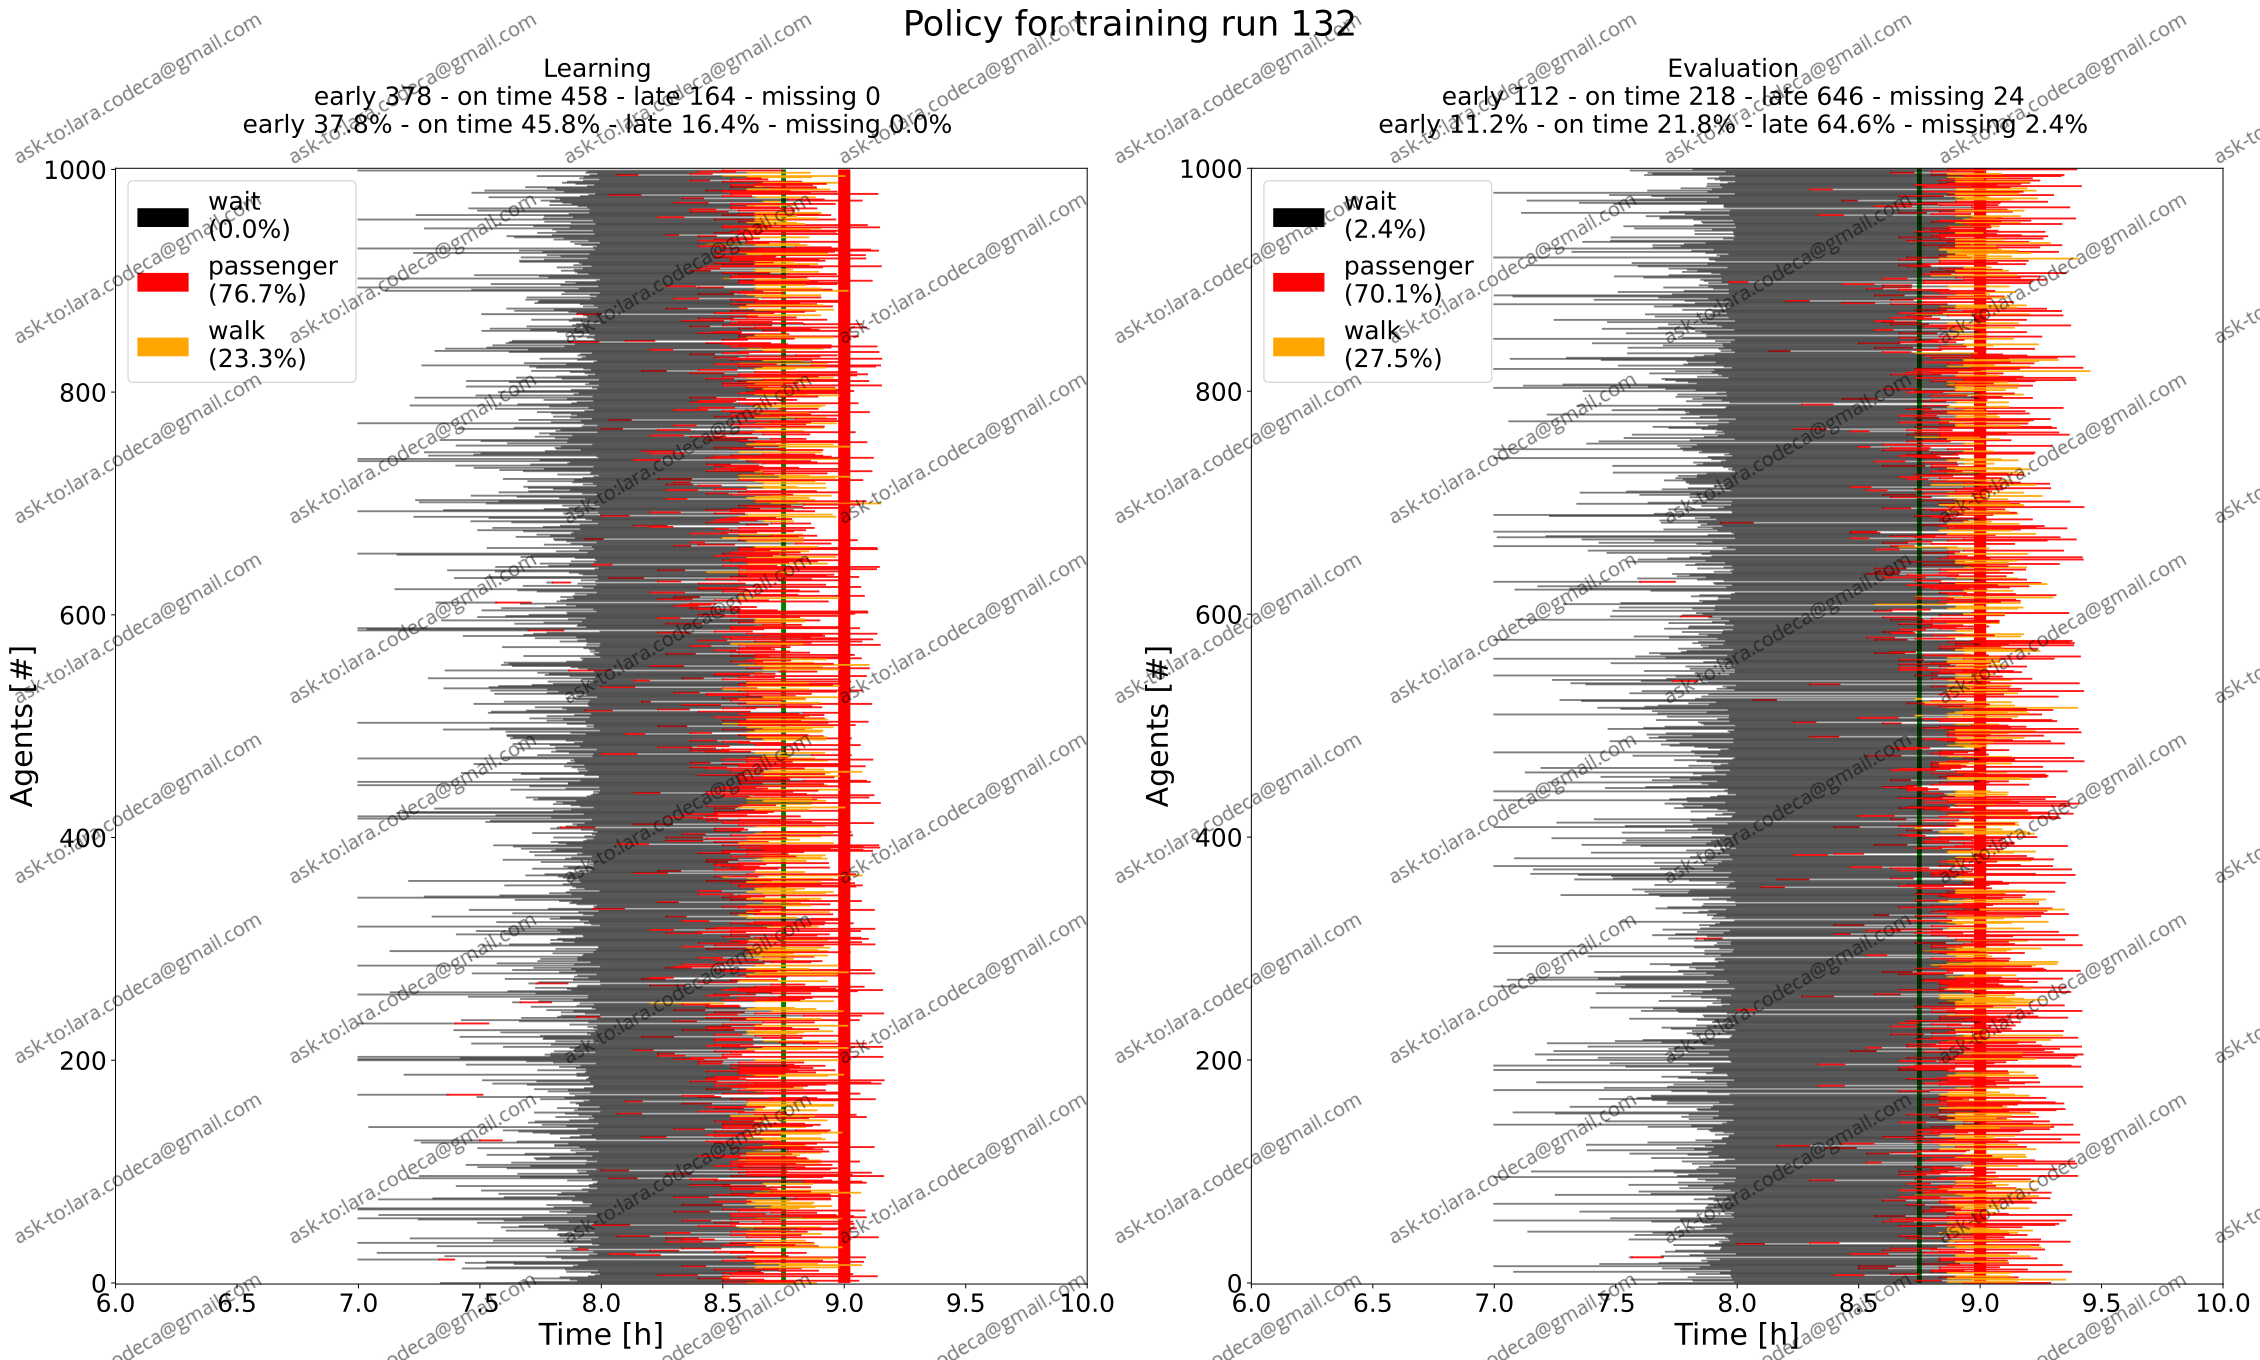 Policy for training run 132
Learning
early 378 - on time 458 - late 164 - missing 0
early 37.8% - on time 45.8% - late 16.4% - missing 0.0%
Evaluation
early 112 - on time 218 - late 646 - missing 24
early 11.2% - on time 21.8% - late 64.6% - missing 2.4%
wait
(0.0%)
passenger
(76.7%)
walk
(23.3%)
wait
(2.4%)
passenger
(70.1%)
walk
(27.5%)
Agents [#]
1000
800
600
400
200
0
6.0 6.5 7.0 7.5 8.0 8.5 9.0 9.5 10.0
Time [h]
Agents [#]
1000
800
600
400
200
0
6.0 6.5 7.0 7.5 8.0 8.5 9.0 9.5 10.0
Time [h]
ask-to:lara.codeca@gmail.com